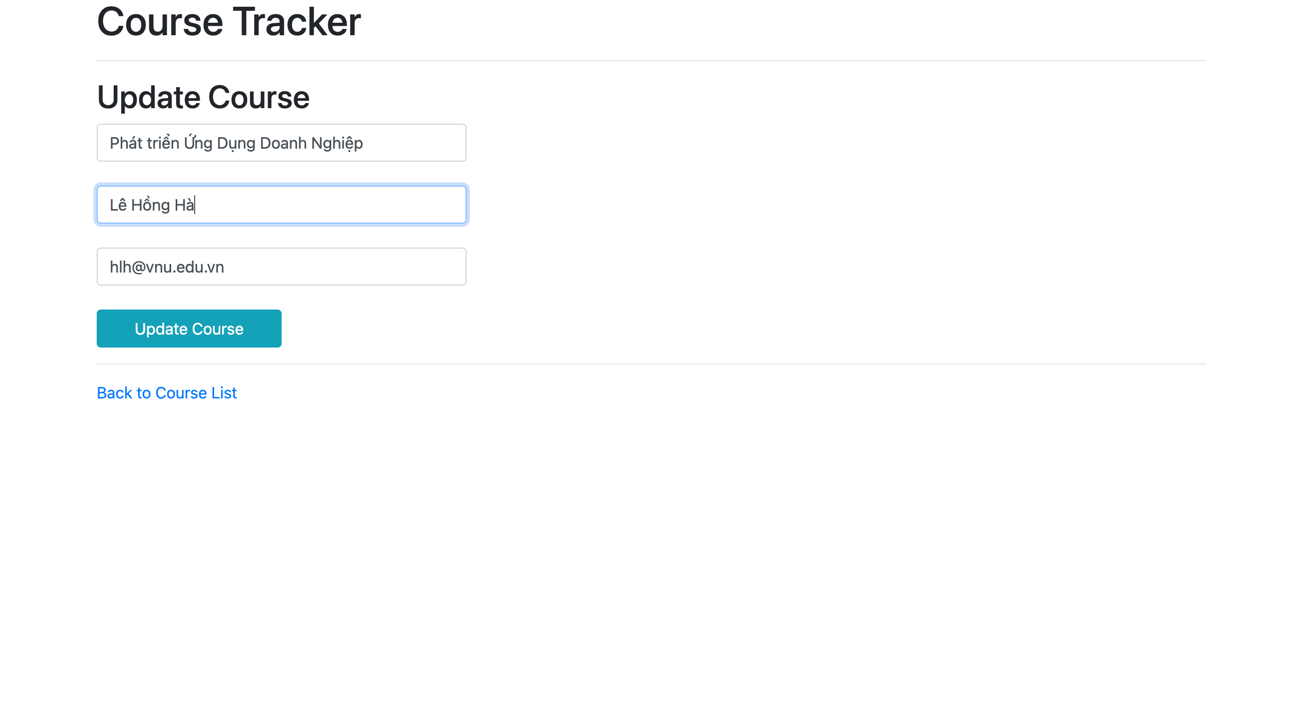 Course Tracker
Update Course
Phát triển Ứng Dụng Doanh Nghiệp
Lê Hồng Hà
hlh@vnu.edu.vn
Update Course
Back to Course List